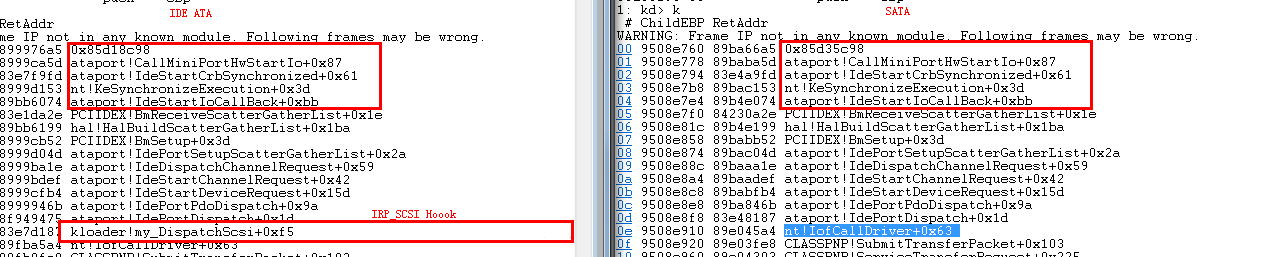 IDE ATA
RetAddr
me IP not in any known module. Following frames may be wrong.
899976a5 0x85d18c98
8999ca5d ataport!CallMiniPortHwStartIo+0x87
83e7f9fd ataport!IdeStartCrbSynchronized+0x61
8999d153 nt!KeSynchronizeExecution+0x3d
89bb6074 ataport!IdeStartIoCallBack+0xbb
83e1da2e PCIIDEX!BmReceiveScatterGatherList+0x1e
89bb6199 hal!HalBuildScatterGatherList+0x1ba
8999cb52 PCIIDEX!BmSetup+0x3d
8999d04d ataport!IdePortSetupScatterGatherList+0x2a
8999ba1e ataport!IdeDispatchChannelRequest+0x59
8999bdef ataport!IdeStartChannelRequest+0x42
8999cfb4 ataport!IdeStartDeviceRequest+0x15d
8999946b ataport!IdePortPdoDispatch+0x9a
8f949475 ataport!IdePortDispatch+0x1d
IRP_SCSI Hoook
83e7d187 kloader!my_DispatchScsi+0xf5
89fba5a4 nt!IofCallDriver+0x63
SATA
1: kd> k
# ChildEBP RetAddr
WARNING: Frame IP not in any known module. Following frames may be wrong.
00 9508e760 89ba66a5 0x85d35c98
01 9508e778 89baba5d ataport!CallMiniPortHwStartIo+0x87
02 9508e794 83e4a9fd ataport!IdeStartCrbSynchronized+0x61
03 9508e7b8 89bac153 nt!KeSynchronizeExecution+0x3d
04 9508e7e4 89b4e074 ataport!IdeStartIoCallBack+0xbb
05 9508e7f0 84230a2e PCIIDEX!BmReceiveScatterGatherList+0x1e
06 9508e81c 89b4e199 hal!HalBuildScatterGatherList+0x1ba
07 9508e858 89babb52 PCIIDEX!BmSetup+0x3d
08 9508e874 89bac04d ataport!IdePortSetupScatterGatherList+0x2a
09 9508e88c 89baaa1e ataport!IdeDispatchChannelRequest+0x59
0a 9508e8a4 89baadef ataport!IdeStartChannelRequest+0x42
0b 9508e8c8 89babfb4 ataport!IdeStartDeviceRequest+0x15d
0c 9508e8e8 89ba846b ataport!IdePortPdoDispatch+0x9a
0d 9508e8f8 83e48187 ataport!IdePortDispatch+0x1d
0e 9508e910 89e045a4 nt!IofCallDriver+0x63
0f 9508e920 89e03fe8 CLASSPNP!SubmitTransferPacket+0x103